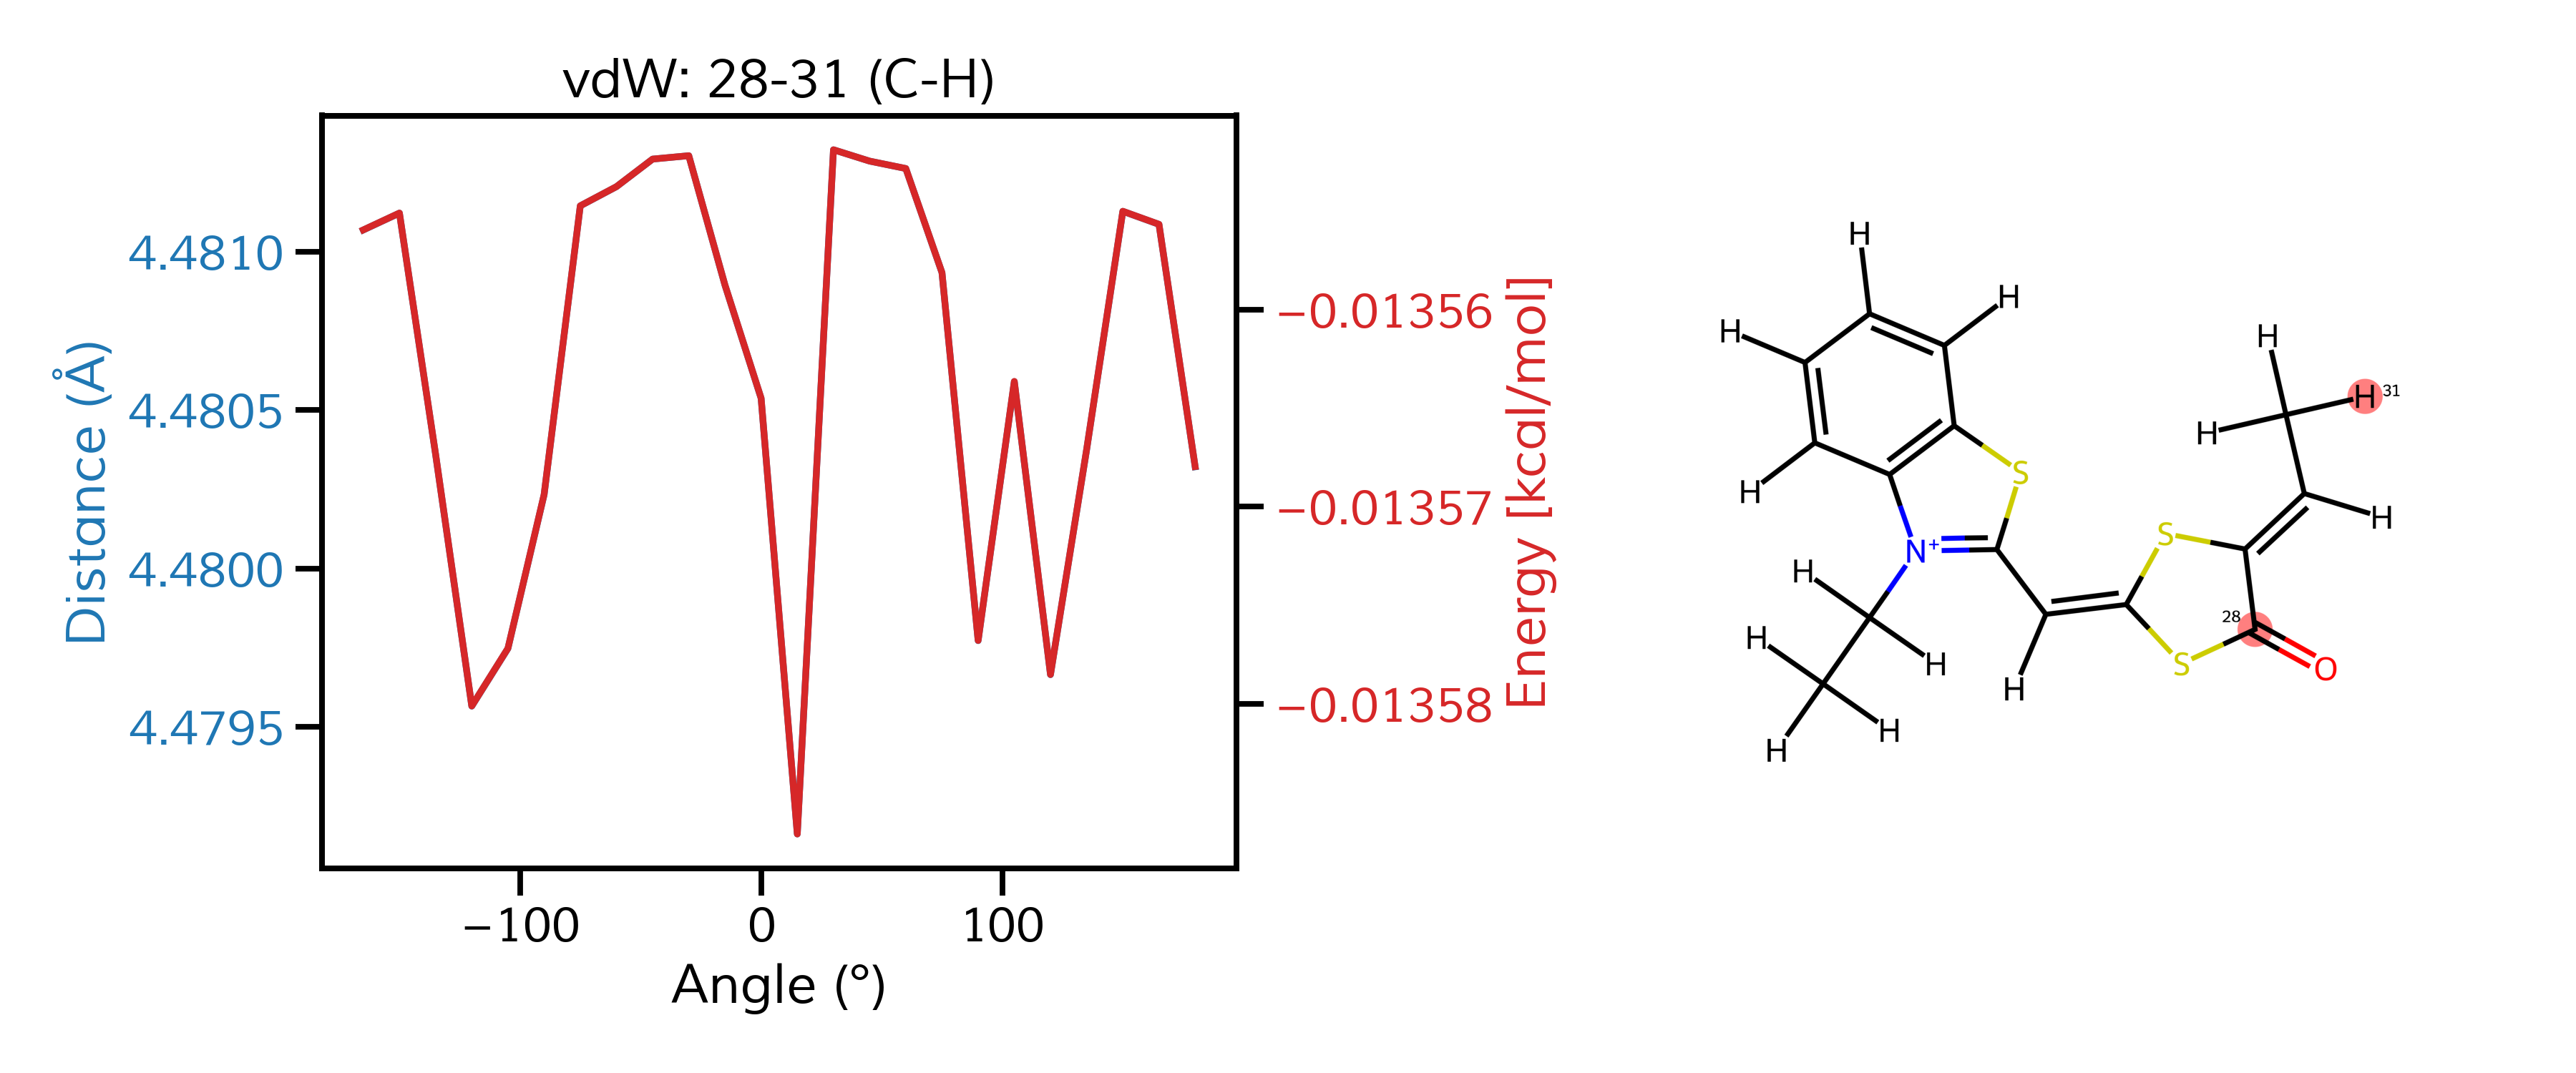 vdW: 28-31 (C-H)
Distance (Å)
4.4810
4.4805
4.4800
4.4795
−0.01356
−0.01357
−0.01358
Energy [kcal/mol]
−100 0 100
Angle (°)
H
H
H
H
H
H 31
H
S
H
H
S
N+
H
28
H
H
S
O
H
H
H